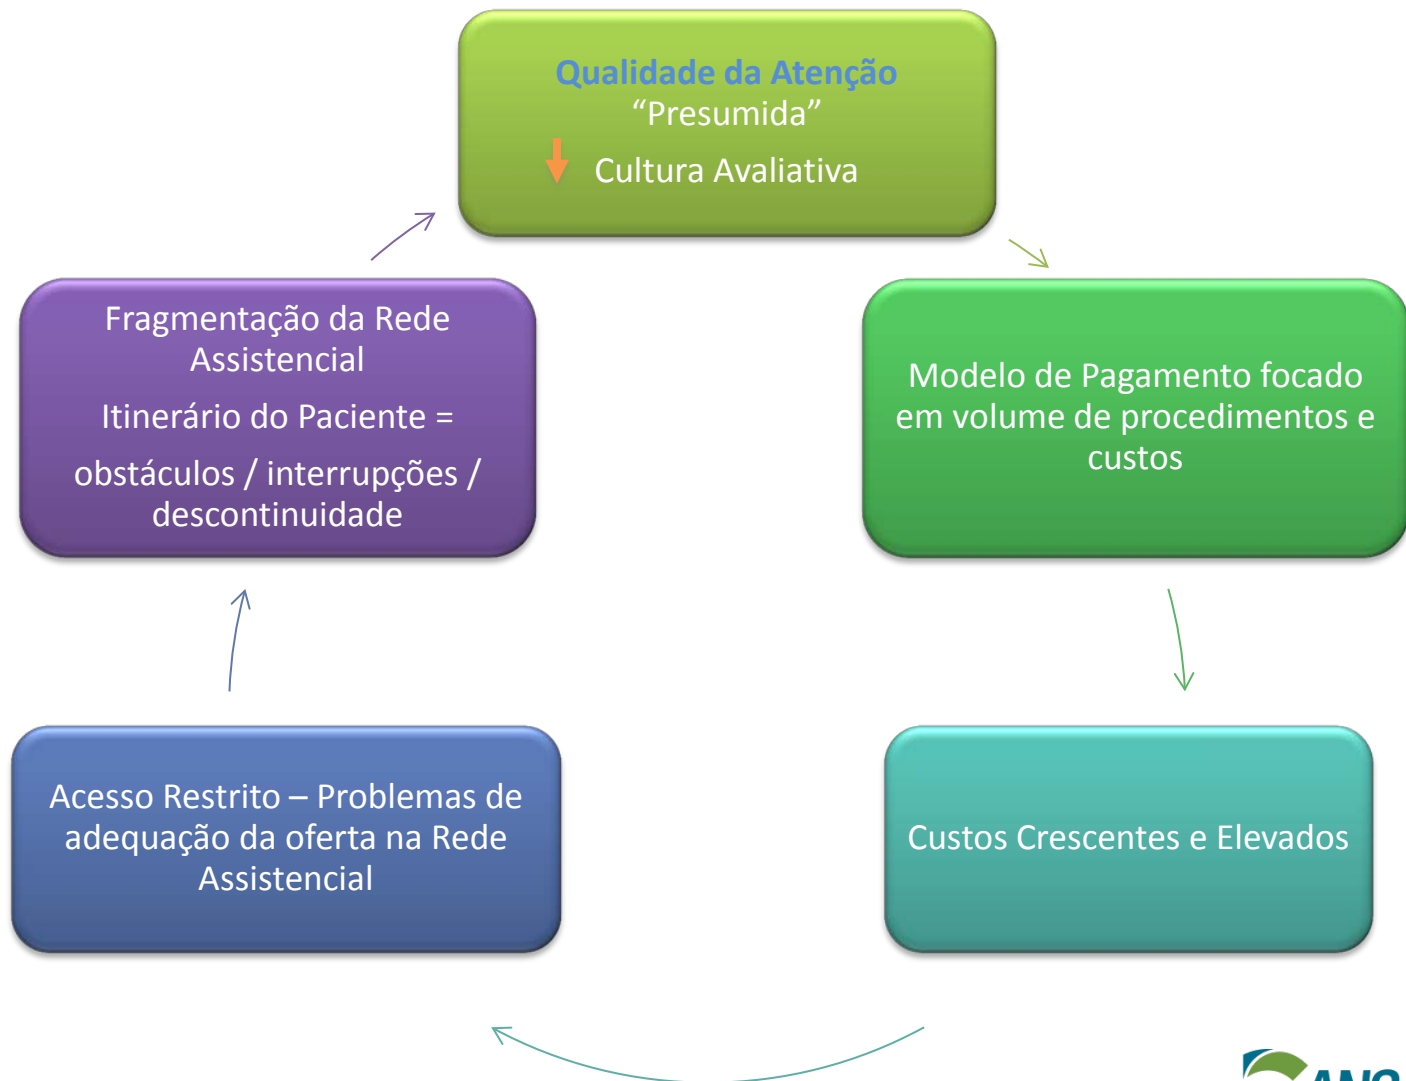 Qualidade da Atenção
“Presumida”
Cultura Avaliativa
Fragmentação da Rede
Assistencial
Itinerário do Paciente =
obstáculos / interrupções /
descontinuidade
Modelo de Pagamento focado
em volume de procedimentos e
custos
Acesso Restrito – Problemas de
adequação da oferta na Rede
Assistencial
Custos Crescentes e Elevados
ANS